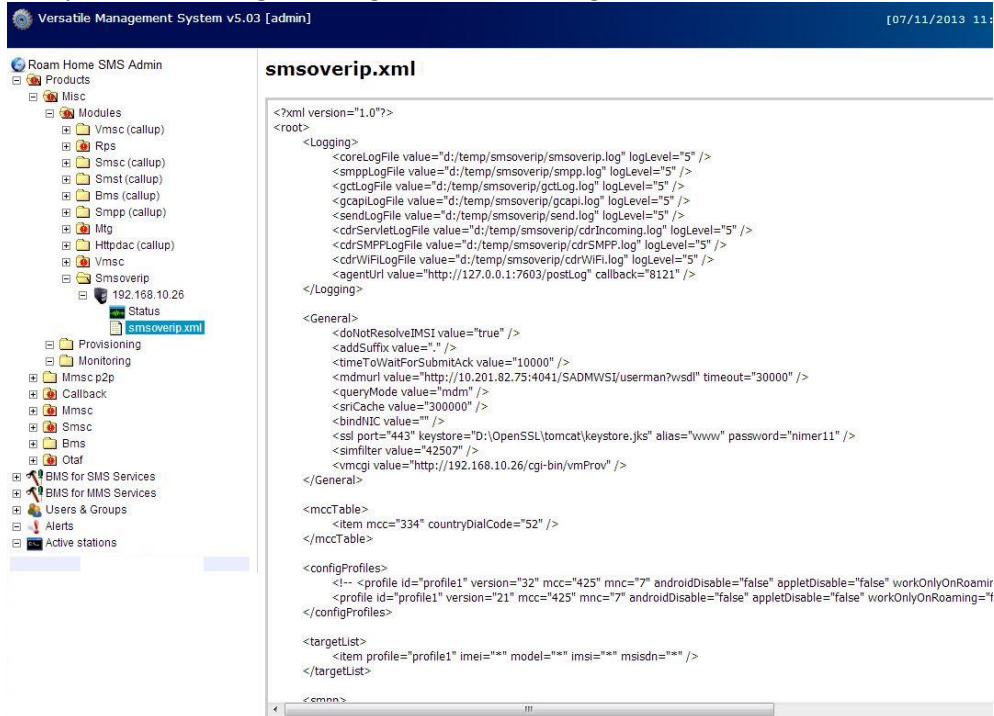 Versatile Management System v5.03 [admin]
[07/11/2013 11:
Roam Home SMS Admin
Products
Misc
Modules
Vmsc (callup)
Rps
Smsc (callup)
Smst (callup)
Bms (callup)
Smpp (callup)
Mtg
Httpdac (callup)
Vmsc
Smsoverip
192.168.10.26
Status
smsoverip.xml
Provisioning
Monitoring
Mmsc p2p
Callback
Mmsc
Smsc
Bms
Otaf
BMS for SMS Services
BMS for MMS Services
Users & Groups
Alerts
Active stations
smsoverip.xml
<?xml version="1.0"?>
<root>
<Logging>
<coreLogFile value="d:/temp/smsoverip/smsoverip.log" logLevel="5" />
<smppLogFile value="d:/temp/smsoverip/smpp.log" logLevel="5" />
<gctLogFile value="d:/temp/smsoverip/gctLog.log" logLevel="5" />
<gcapiLogFile value="d:/temp/smsoverip/gcapi.log" logLevel="5" />
<sendLogFile value="d:/temp/smsoverip/send.log" logLevel="5" />
<cdrServletLogFile value="d:/temp/smsoverip/cdrIncoming.log" logLevel="5" />
<cdrSMPPLogFile value="d:/temp/smsoverip/cdrSMPP.log" logLevel="5" />
<cdrWiFiLogFile value="d:/temp/smsoverip/cdrWiFi.log" logLevel="5" />
<agentUrl value="http://127.0.0.1:7603/postLog" callback="8121" />
</Logging>
<General>
<doNotResolveIMSI value="true" />
<addSuffix value="." />
<timeToWaitForSubmitAck value="10000" />
<mdmurl value="http://10.201.82.75:4041/SADMWSI/userman?wsdl" timeout="30000" />
<queryMode value="mdm" />
<sriCache value="300000" />
<bindNIC value="" />
<ssl port="443" keystore="D:\OpenSSL\tomcat\keystore.jks" alias="www" password="nimer11" />
<simfilter value="42507" />
<vmcgi value="http://192.168.10.26/cgi-bin/vmProv" />
</General>
<mccTable>
<item mcc="334" countryDialCode="52" />
</mccTable>
<configProfiles>
<!-- <profile id="profile1" version="32" mcc="425" mnc="7" androidDisable="false" appletDisable="false" workOnlyOnRoamin
<profile id="profile1" version="21" mcc="425" mnc="7" androidDisable="false" appletDisable="false" workOnlyOnRoaming="f
</configProfiles>
<targetList>
<item profile="profile1" imei="*" model="*" imsi="*" msisdn="*" />
</targetList>
<smpp>